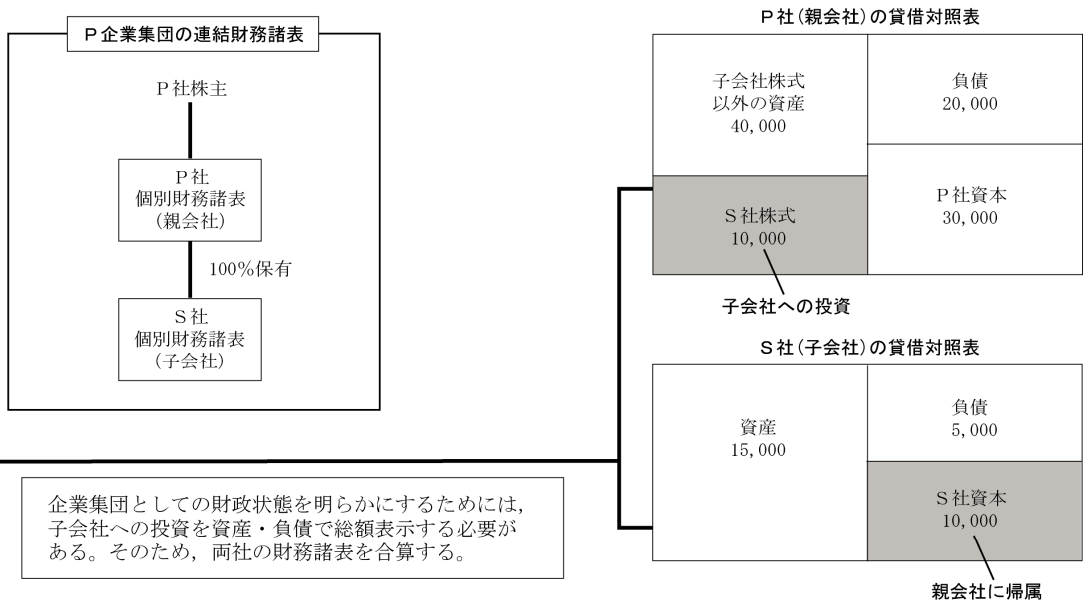 P企業集団の連結財務諸表
P社株主
P社
個別財務諸表
(親会社)
100%保有
S社
個別財務諸表
(子会社)
企業集団としての財政状態を明らかにするためには,
子会社への投資を資産・負債で総額表示する必要が
ある。そのため,両社の財務諸表を合算する。
P社(親会社)の貸借対照表
子会社株式
以外の資産
40,000
負債
20,000
S社株式
10,000
P社資本
30,000
子会社への投資
S社(子会社)の貸借対照表
資産
15,000
負債
5,000
S社資本
10,000
親会社に帰属